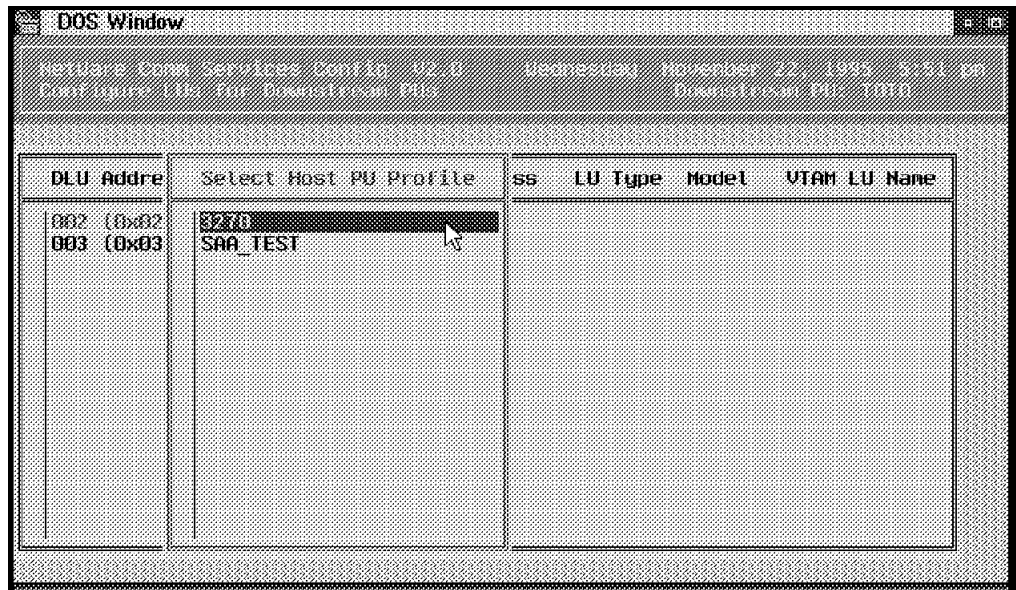 DOS Window
NetWare Comm Services Config V2.0 Wednesday November 22, 1995 5:51 pm
Configure LUs for Downstream PUs Downstream PU:
DLU Addre Select Host PU Profile ss LU Type Model VTAM LU Name
002 (0x02 3270
003 (0x03 SAA_TEST